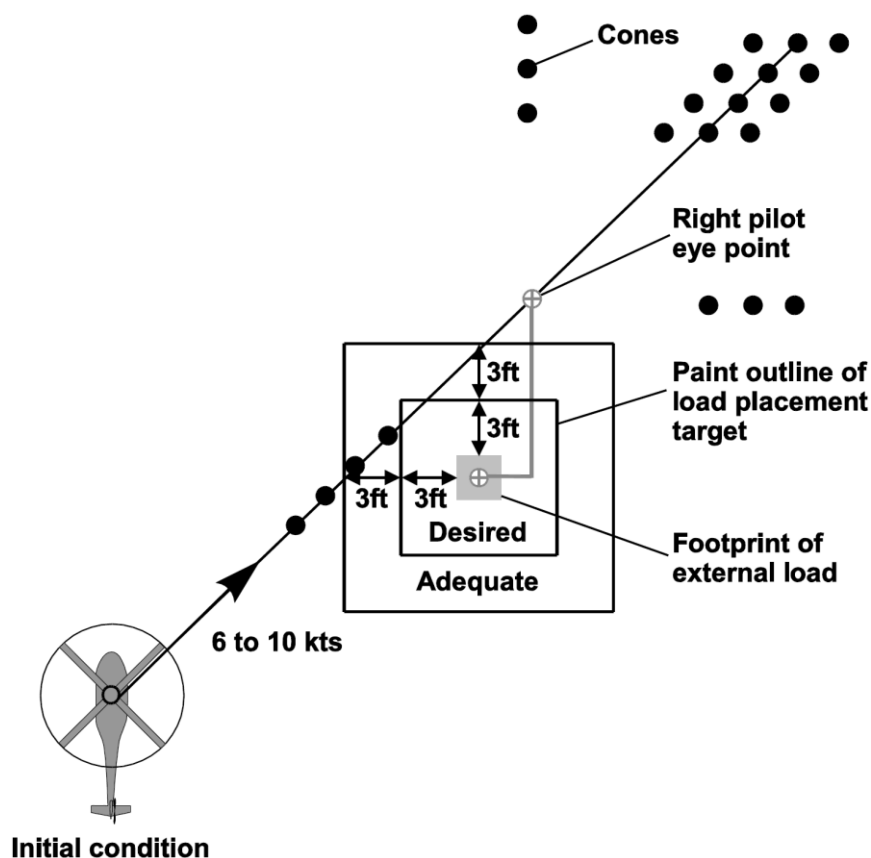 Cones
Right pilot
eye point
3ft
3ft
Paint outline of
load placement
target
3ft
3ft
Desired
Adequate
Footprint of
external load
6 to 10 kts
Initial condition